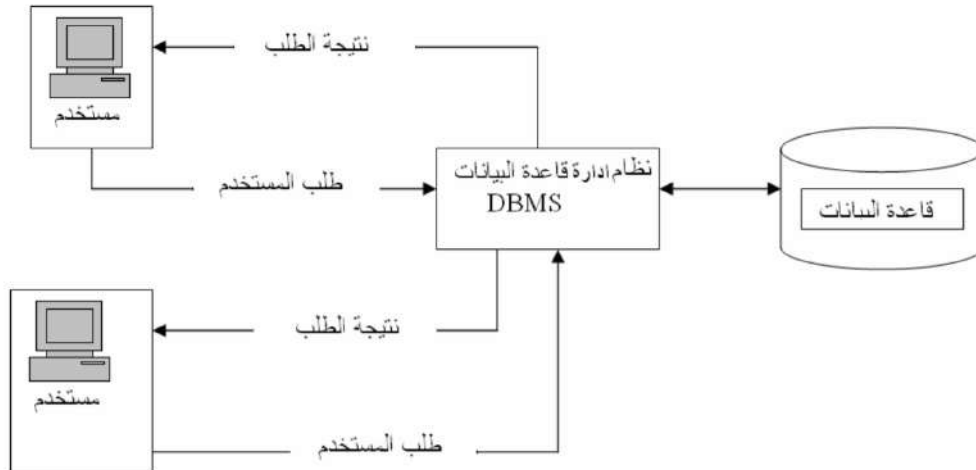 نتيجة الطلب
مستخدم
طلب المستخدم
نظام ادارة قاعدة البيانات
DBMS
قاعدة البيانات
نتيجة الطلب
مستخدم
طلب المستخدم